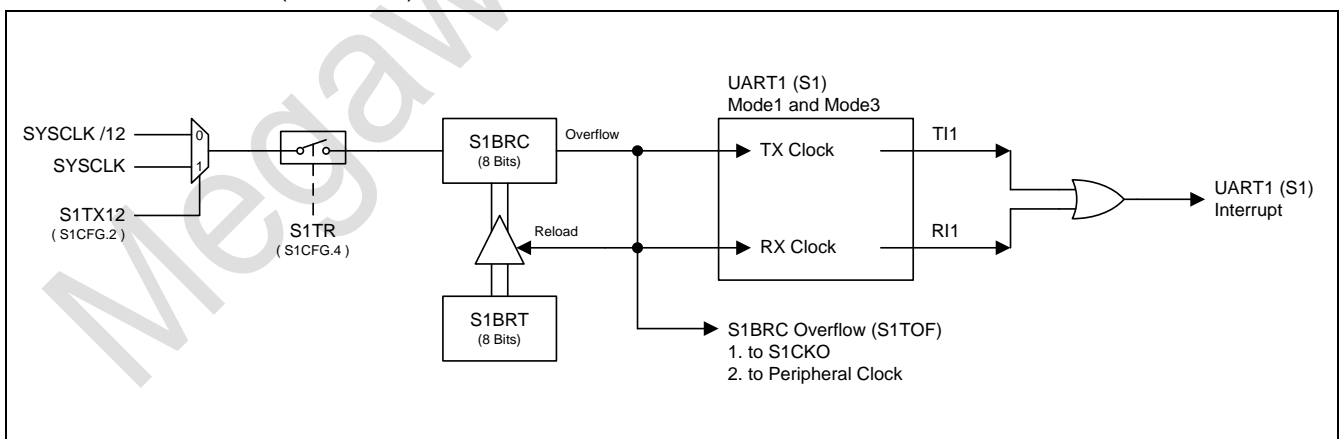 Megaw
SYSCLK /12
0
SYSCLK
1
S1TX12
( S1CFG.2 )
S1TR
( S1CFG.4 )
S1BRC
(8 Bits)
Overflow
Reload
S1BRT
(8 Bits)
UART1 (S1)
Mode1 and Mode3
TX Clock
RX Clock
TI1
RI1
UART1 (S1)
Interrupt
S1BRC Overflow (S1TOF)
1. to S1CKO
2. to Peripheral Clock